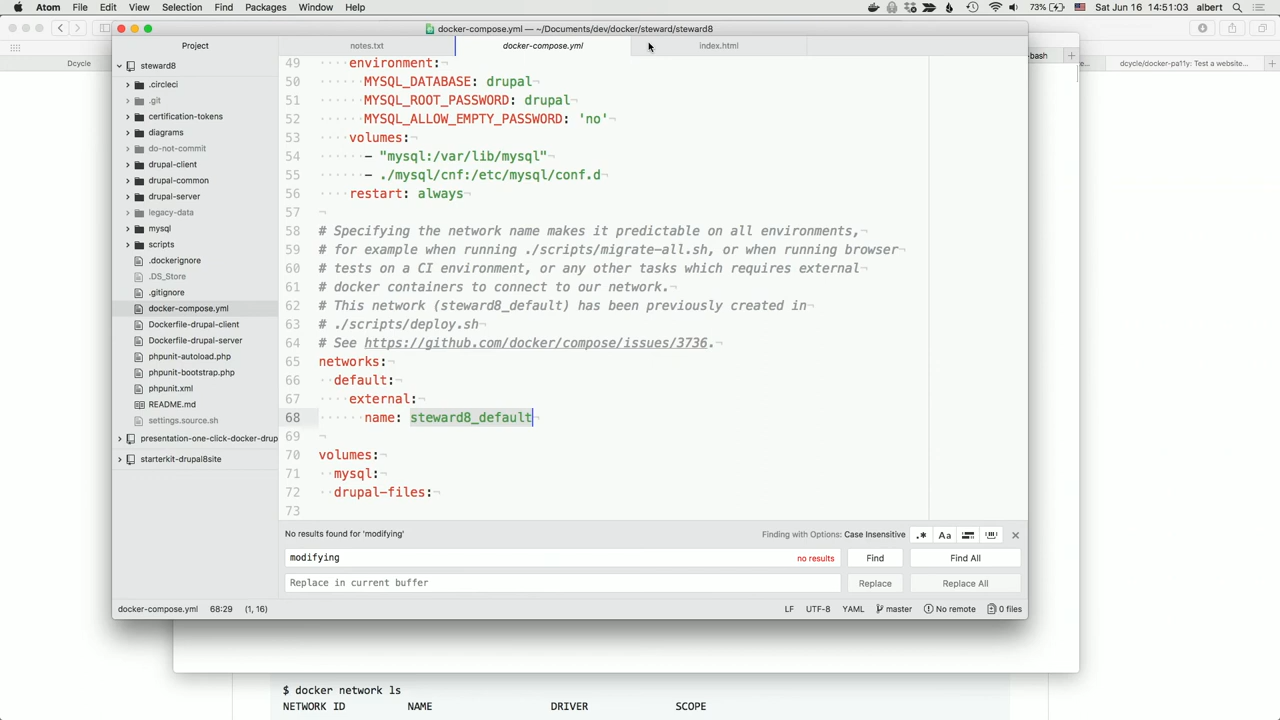 Atom File Edit View Selection Find Packages Window Help 73% Sat Jun 16 14:51:03 albert
docker-compose.yml — ~/Documents/dev/docker/steward/steward8
Project notes.txt docker-compose.yml index.html
Dcycle
-bash
dcycle/docker-pa11y: Test a website...
steward8
.circleci
.git
certification-tokens
diagrams
do-not-commit
drupal-client
drupal-common
drupal-server
legacy-data
mysql
scripts
.dockerignore
.DS_Store
.gitignore
docker-compose.yml
Dockerfile-drupal-client
Dockerfile-drupal-server
phpunit-autoload.php
phpunit-bootstrap.php
phpunit.xml
README.md
settings.source.sh
presentation-one-click-docker-drup
starterkit-drupal8site
49 environment:
50 MYSQL_DATABASE: drupal
51 MYSQL_ROOT_PASSWORD: drupal
52 MYSQL_ALLOW_EMPTY_PASSWORD: 'no'
53 volumes:
54 - "mysql:/var/lib/mysql"
55 - ./mysql/cnf:/etc/mysql/conf.d
56 restart: always
57
58 # Specifying the network name makes it predictable on all environments,
59 # for example when running ./scripts/migrate-all.sh, or when running browser
60 # tests on a CI environment, or any other tasks which requires external
61 # docker containers to connect to our network.
62 # This network (steward8_default) has been previously created in
63 # ./scripts/deploy.sh
64 # See https://github.com/docker/compose/issues/3736.
65 networks:
66 default:
67 external:
68 name: steward8_default
69
70 volumes:
71 mysql:
72 drupal-files:
73
No results found for 'modifying' Finding with Options: Case Insensitive .* Aa
modifying no results Find Find All
Replace in current buffer Replace Replace All
docker-compose.yml 68:29 (1, 16) LF UTF-8 YAML master No remote 0 files
$ docker network ls
NETWORK ID NAME DRIVER SCOPE